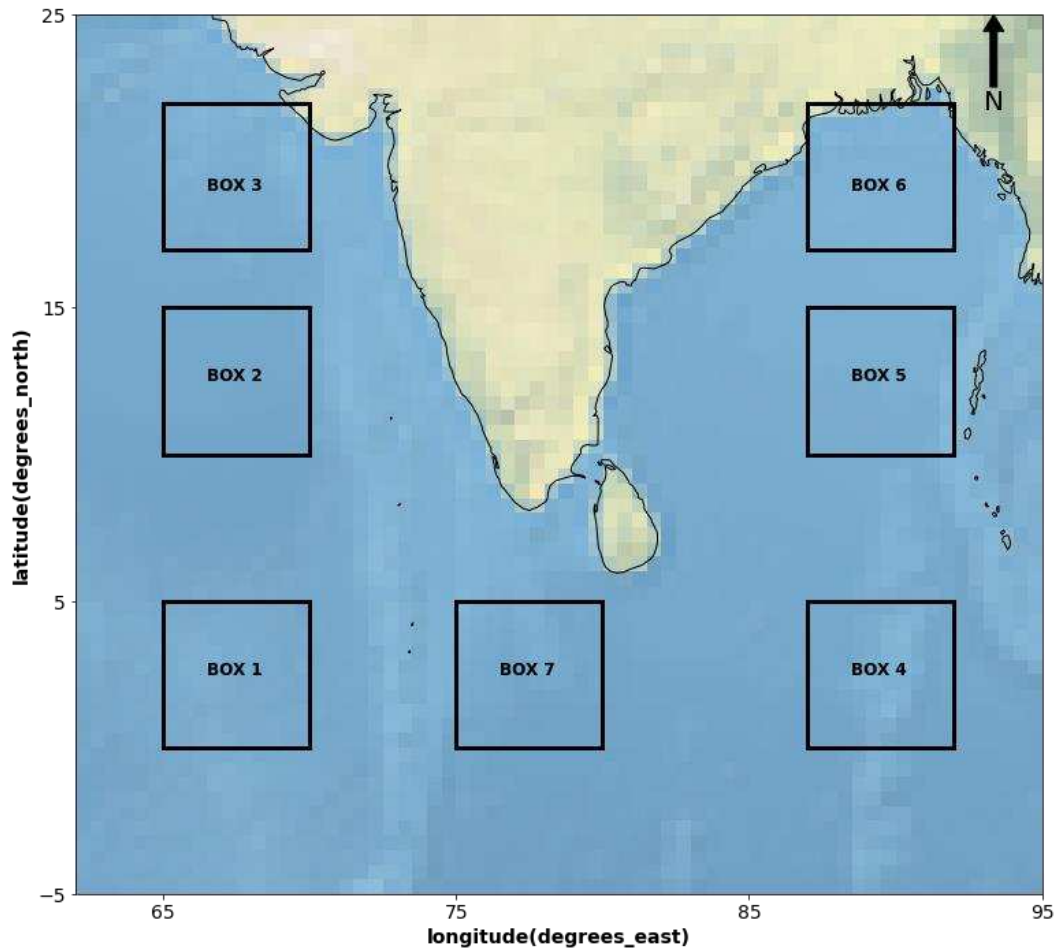 25
N
BOX 3
BOX 6
15
BOX 2
BOX 5
latitude(degrees_north)
5
BOX 1
BOX 7
BOX 4
−5
65
75
85
95
longitude(degrees_east)